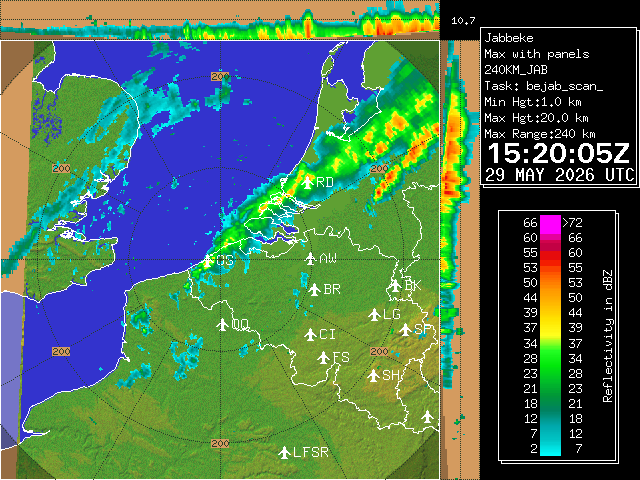 10.7
Jabbeke
Max with panels
240KM_JAB
Task: bejab_scan_
Min Hgt:1.0 km
Max Hgt:20.0 km
Max Range:240 km
15:20:05Z
29 MAY 2026 UTC
200
200
200
RD
OS
AW
BR
BK
LG
OO
CI
SP
200
FS
200
SH
200
LFSR
66 >72
60 66
55 60
53 55
50 53
44 50
39 44
37 39
34 37
28 34
23 28
21 23
18 21
12 18
7 12
2 7
Reflectivity in dBZ